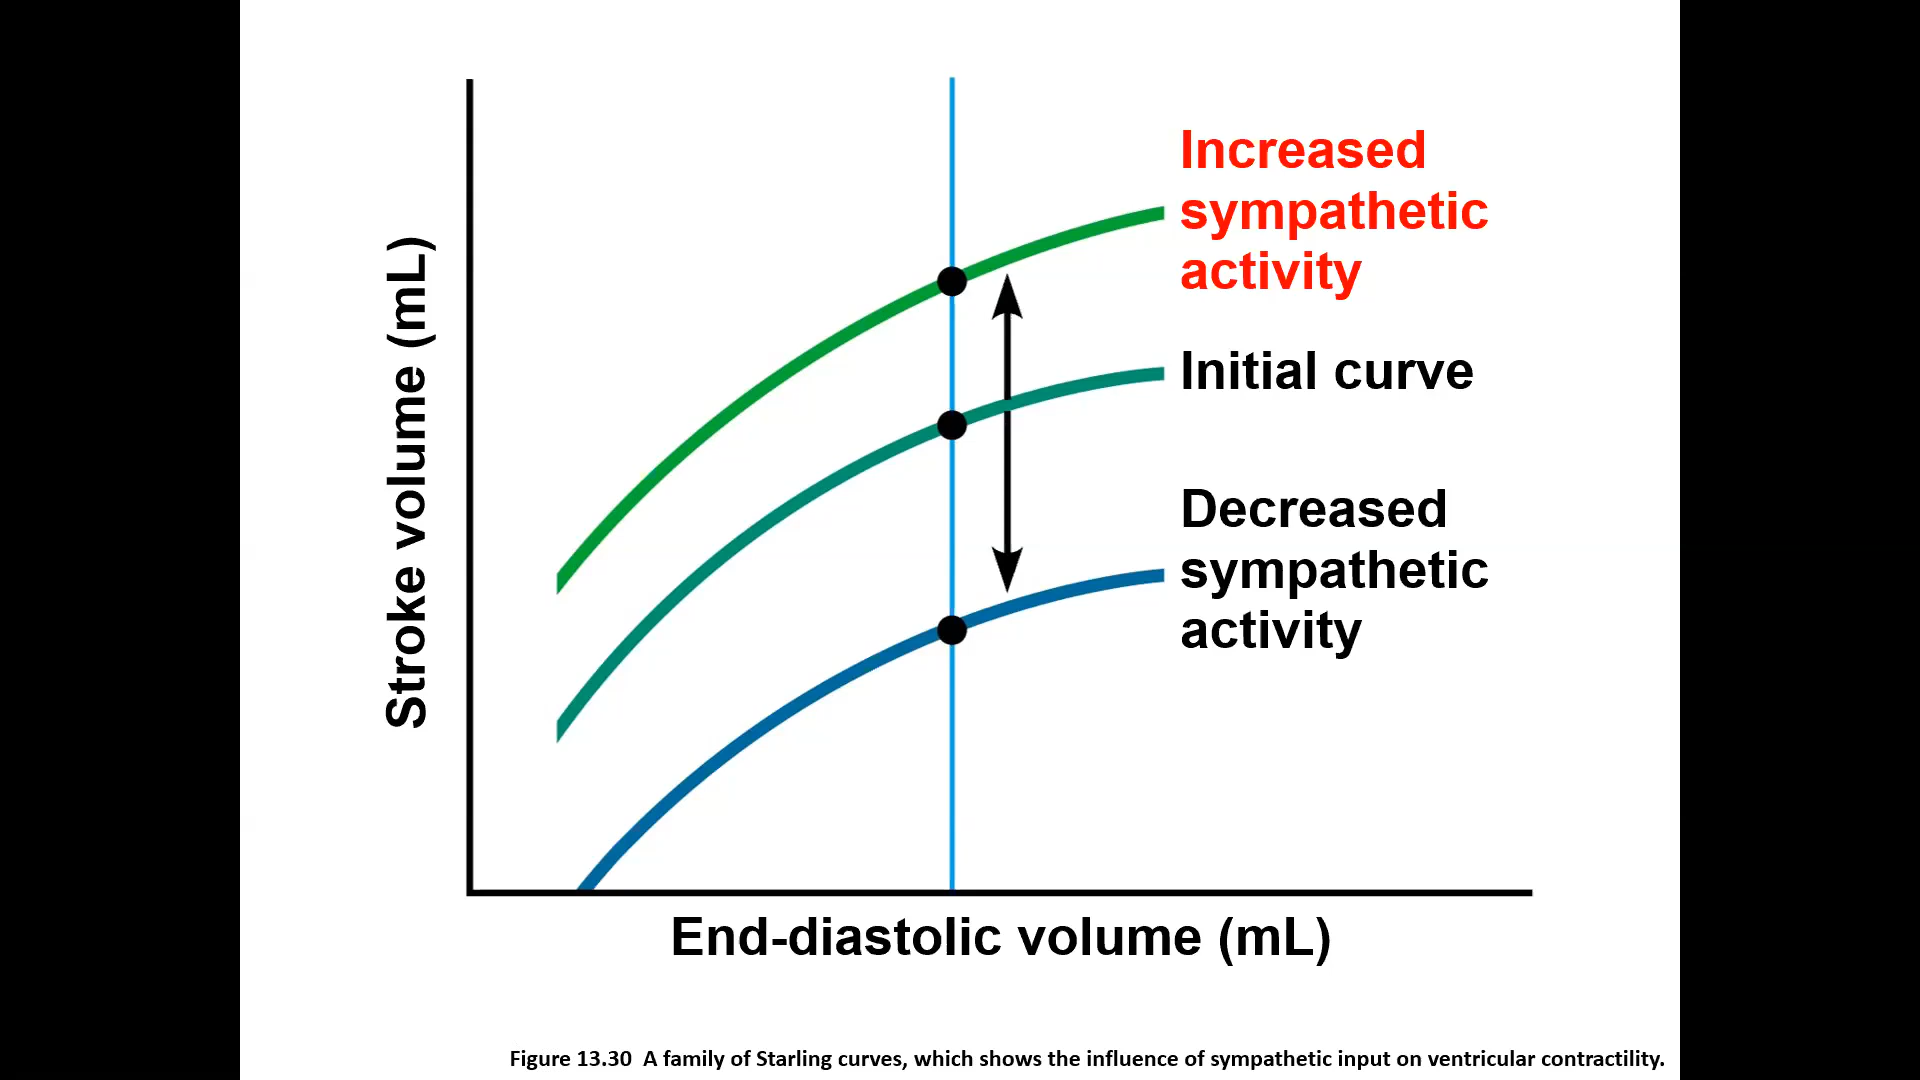 Increased
sympathetic
activity
Initial curve
Decreased
sympathetic
activity
Stroke volume (mL)
End-diastolic volume (mL)
Figure 13.30  A family of Starling curves, which shows the influence of sympathetic input on ventricular contractility.